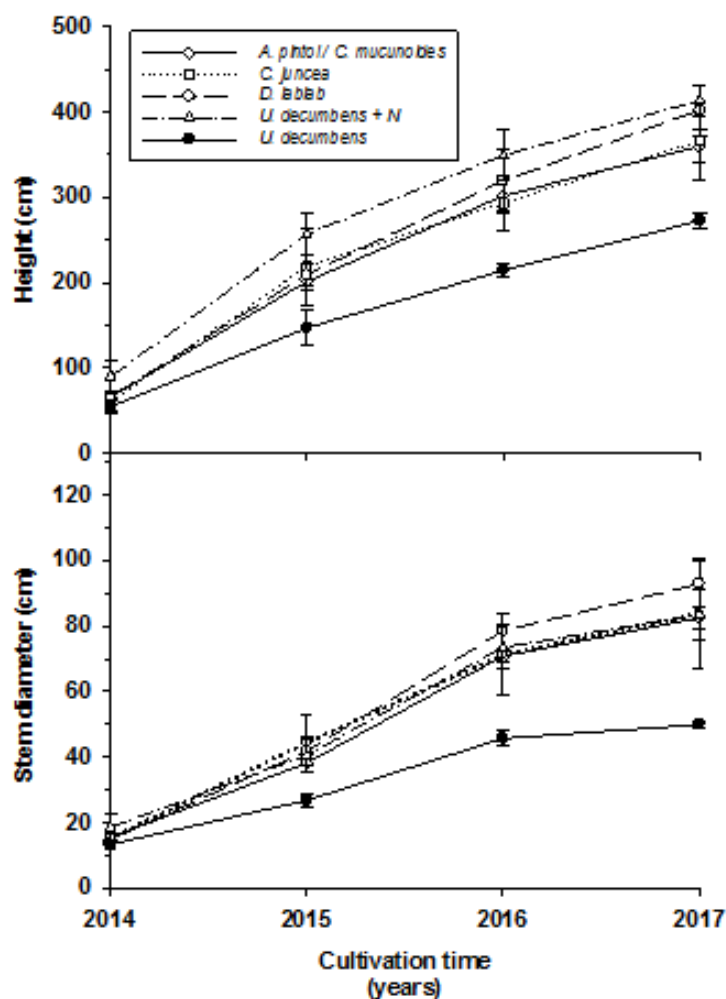 500
400
300
200
100
0
Height (cm)
A. pintoi / C. mucunoides
C. juncea
D. lablab
U. decumbens + N
U. decumbens
120
100
80
60
40
20
0
Stem diameter (cm)
2014 2015 2016 2017
Cultivation time
(years)